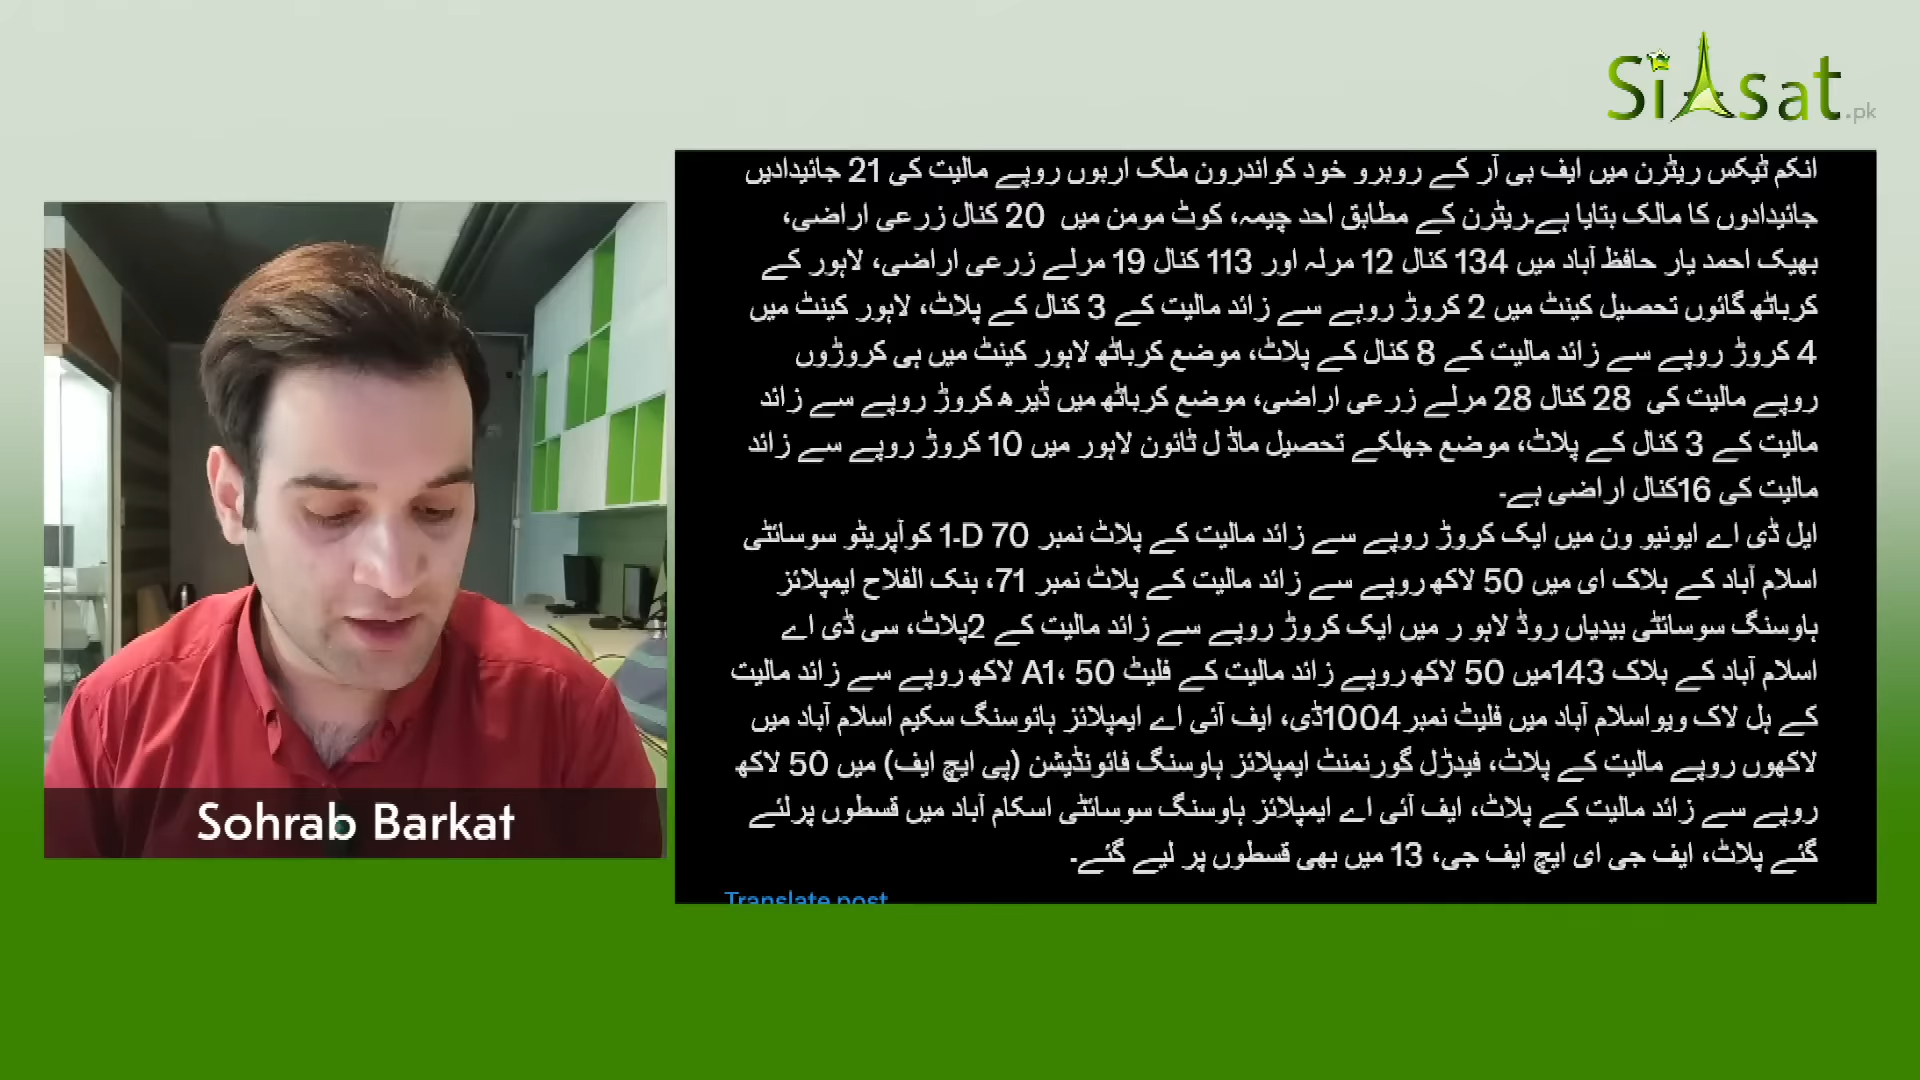 SiAsat.pk
انکم ٹیکس ریٹرن میں ایف بی آر کے روبرو خود کواندرون ملک اربوں روپے مالیت کی 21 جائیدادیں
جائیدادوں کا مالک بتایا ہے۔ریٹرن کے مطابق احد چیمہ، کوٹ مومن میں 20 کنال زرعی اراضی،
بھیک احمد یار حافظ آباد میں 134 کنال 12 مرلہ اور 113 کنال 19 مرلے زرعی اراضی، لاہور کے
کرباٹھ گائوں تحصیل کینٹ میں 2 کروڑ روہے سے زائد مالیت کے 3 کنال کے پلاٹ، لاہور کینٹ میں
4 کروڑ روپے سے زائد مالیت کے 8 کنال کے پلاٹ، موضع کرباٹھ لاہور کینٹ میں ہی کروڑوں
روپے مالیت کی 28 کنال 28 مرلے زرعی اراضی، موضع کرباٹھ میں ڈیرھ کروڑ روپے سے زائد
مالیت کے 3 کنال کے پلاٹ، موضع جھلکے تحصیل ماڈ ل ٹائون لاہور میں 10 کروڑ روپے سے زائد
مالیت کی 16کنال اراضی ہے۔
ایل ڈی اے ایونیو ون میں ایک کروڑ روپے سے زائد مالیت کے پلاٹ نمبر 70 D۔1 کوآپریٹو سوسائٹی
اسلام آباد کے بلاک ای میں 50 لاکھ روپے سے زائد مالیت کے پلاٹ نمبر 71، بنک الفلاح ایمپلائز
ہاوسنگ سوسائٹی بیدیاں روڈ لاہو ر میں ایک کروڑ روپے سے زائد مالیت کے 2پلاٹ، سی ڈی اے
اسلام آباد کے بلاک 143میں 50 لاکھ روپے زائد مالیت کے فلیٹ A1، 50 لاکھ روپے سے زائد مالیت
کے ہل لاک ویو اسلام آباد میں فلیٹ نمبر1004ڈی، ایف آئی اے ایمپلائز ہائوسنگ سکیم اسلام آباد میں
لاکھوں روپے مالیت کے پلاٹ، فیڈڑل گورنمنٹ ایمپلائز ہاوسنگ فائونڈیشن (پی ایچ ایف) میں 50 لاکھ
روپے سے زائد مالیت کے پلاٹ، ایف آئی اے ایمپلائز ہاوسنگ سوسائٹی اسکام آباد میں قسطوں پرلئے
گئے پلاٹ، ایف جی ای ایچ ایف جی، 13 میں بھی قسطوں پر لیے گئے۔
Translate post
Sohrab Barkat